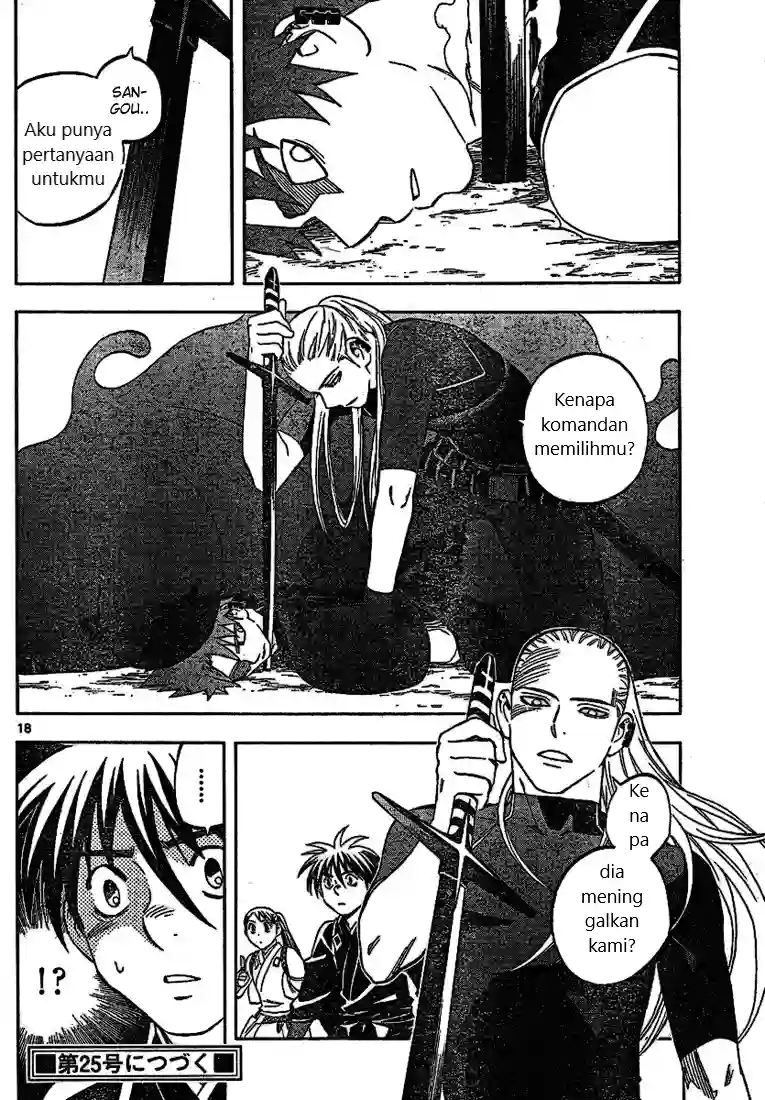 SAN-
GOU..
Aku punya
pertanyaan
untukmu
Kenapa
komandan
memilihmu?
18
Ke
na
pa
dia
mening
galkan
kami?
........
!?
■第25号につづく■